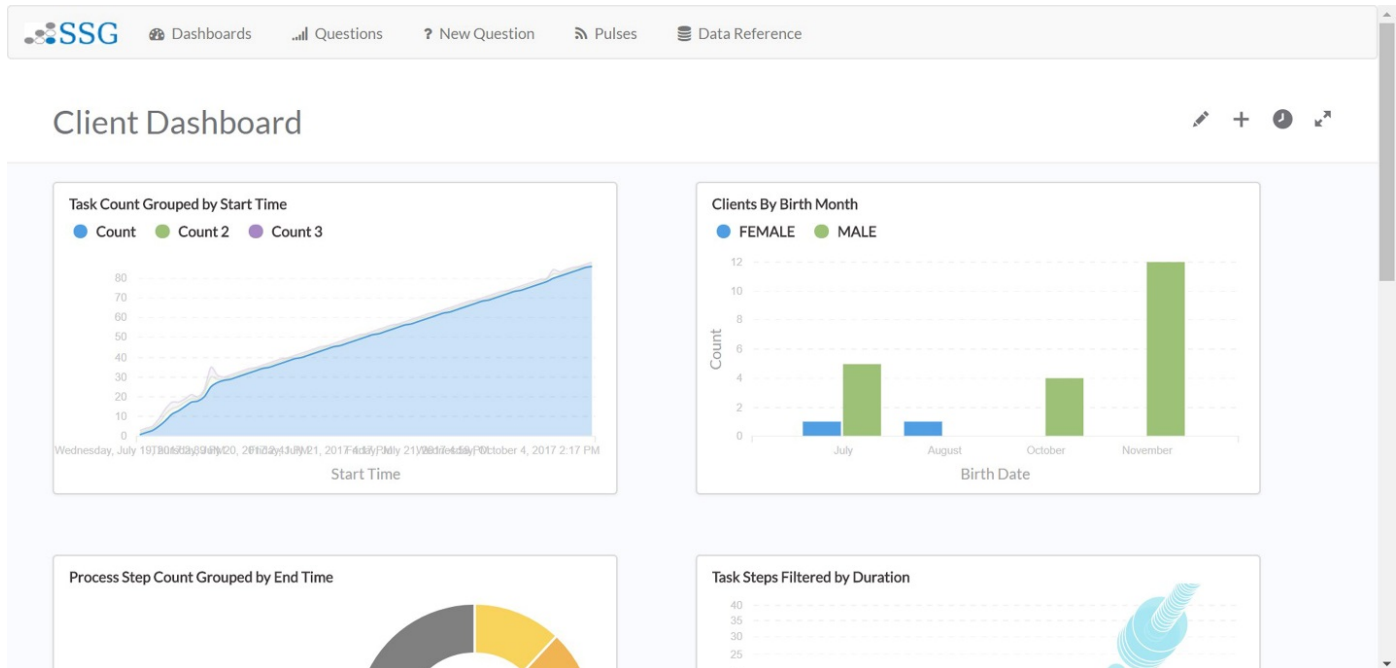 SSG Dashboards Questions ? New Question Pulses Data Reference
Client Dashboard
Task Count Grouped by Start Time
Count Count 2 Count 3
80
70
60
50
40
30
20
10
0
Wednesday, July 19, October 4, 2017 2:17 PM
Start Time
Clients By Birth Month
FEMALE MALE
12
10
8
6
4
2
0
Count
July August October November
Birth Date
Process Step Count Grouped by End Time
Task Steps Filtered by Duration
40
35
30
25